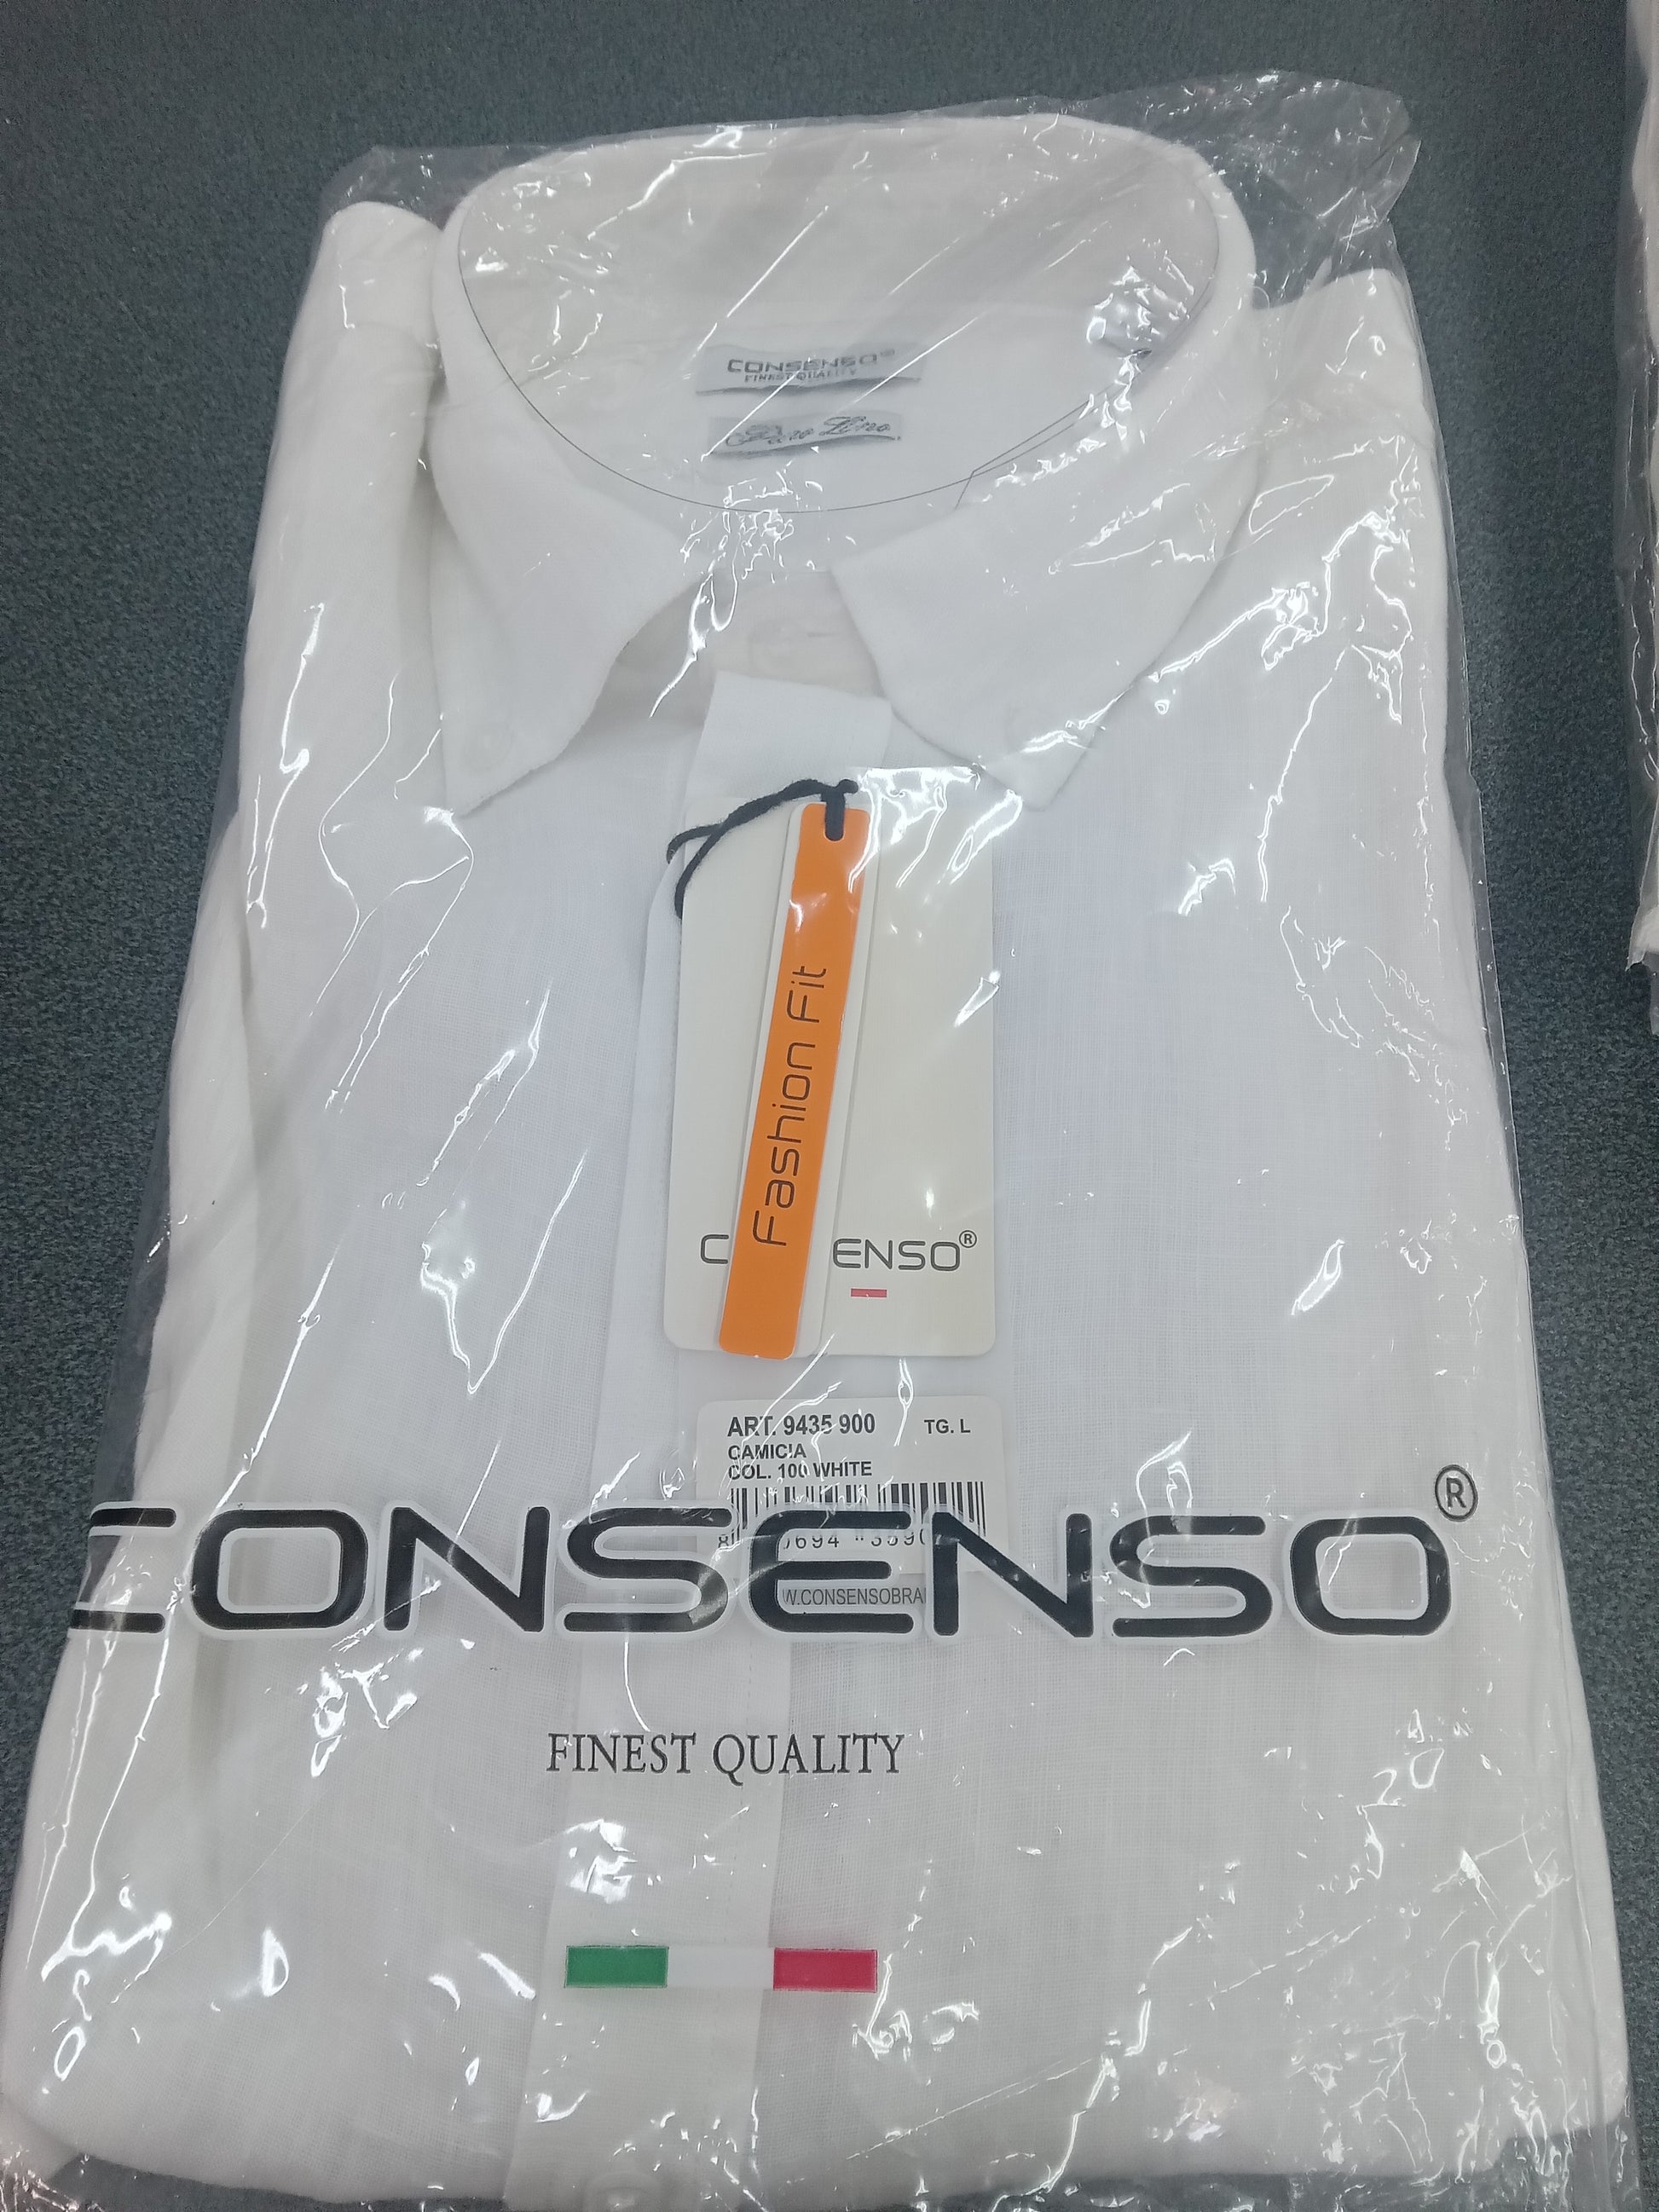 CONSENSO®
FINEST QUALITY
Puro Lino
Fashion Fit
ENSO®
ART. 9435 900 TG. L
CAMICIA
COL. 100 WHITE
CONSENSO®
FINEST QUALITY